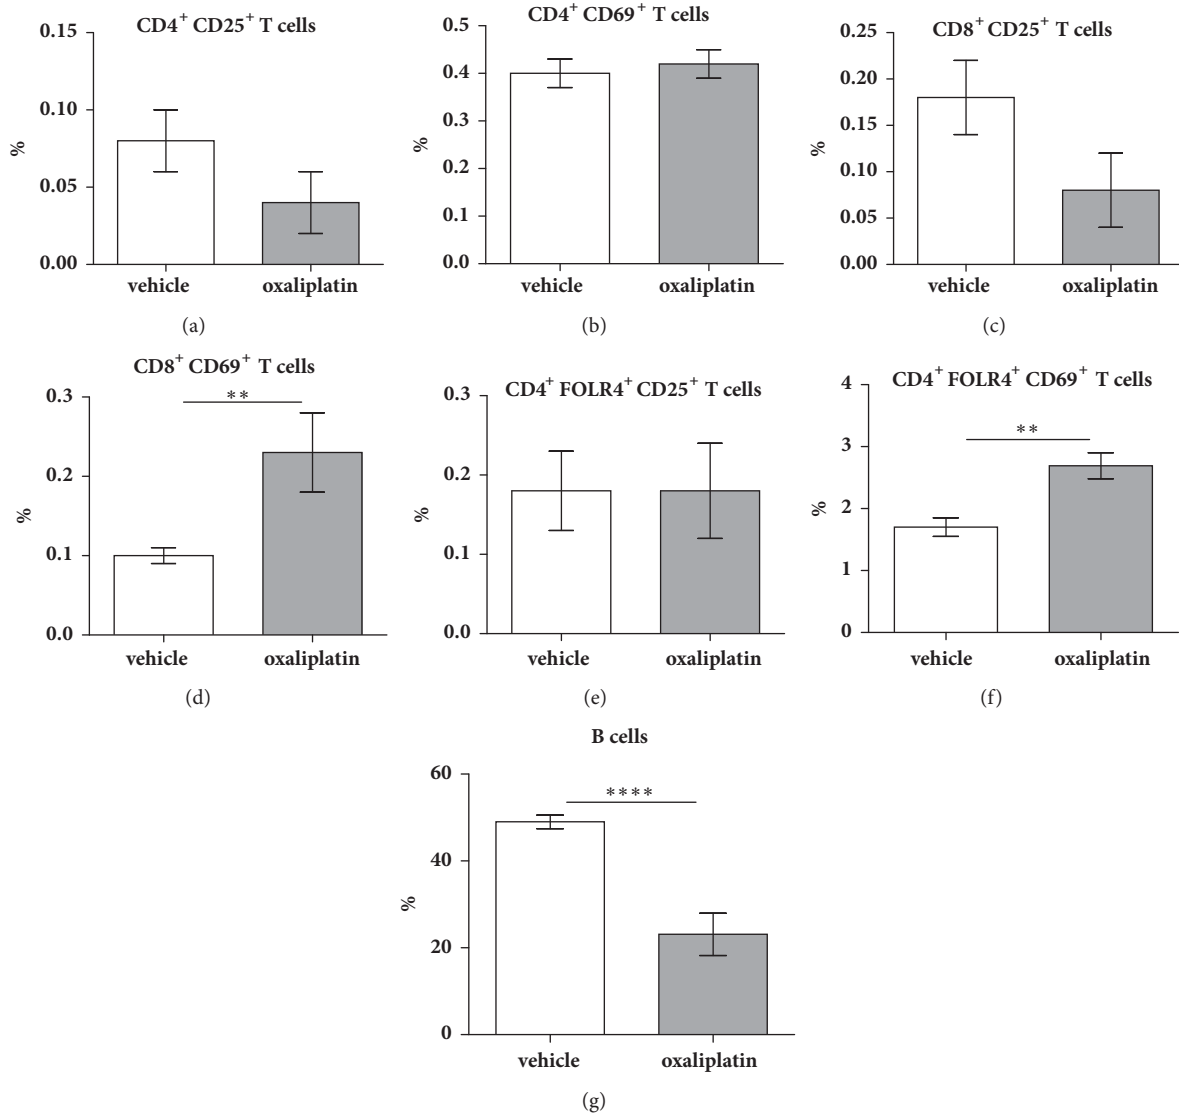 CD4+ CD25+ T cells
0.15
0.10
0.05
0.00
%
vehicle oxaliplatin
(a)
CD4+ CD69+ T cells
0.5
0.4
0.3
0.2
0.1
0.0
%
vehicle oxaliplatin
(b)
CD8+ CD25+ T cells
0.25
0.20
0.15
0.10
0.05
0.00
%
vehicle oxaliplatin
(c)
CD8+ CD69+ T cells
0.3
0.2
0.1
0.0
%
**
vehicle oxaliplatin
(d)
CD4+ FOLR4+ CD25+ T cells
0.3
0.2
0.1
0.0
%
vehicle oxaliplatin
(e)
CD4+ FOLR4+ CD69+ T cells
4
3
2
1
0
%
**
vehicle oxaliplatin
(f)
B cells
60
40
20
0
%
****
vehicle oxaliplatin
(g)